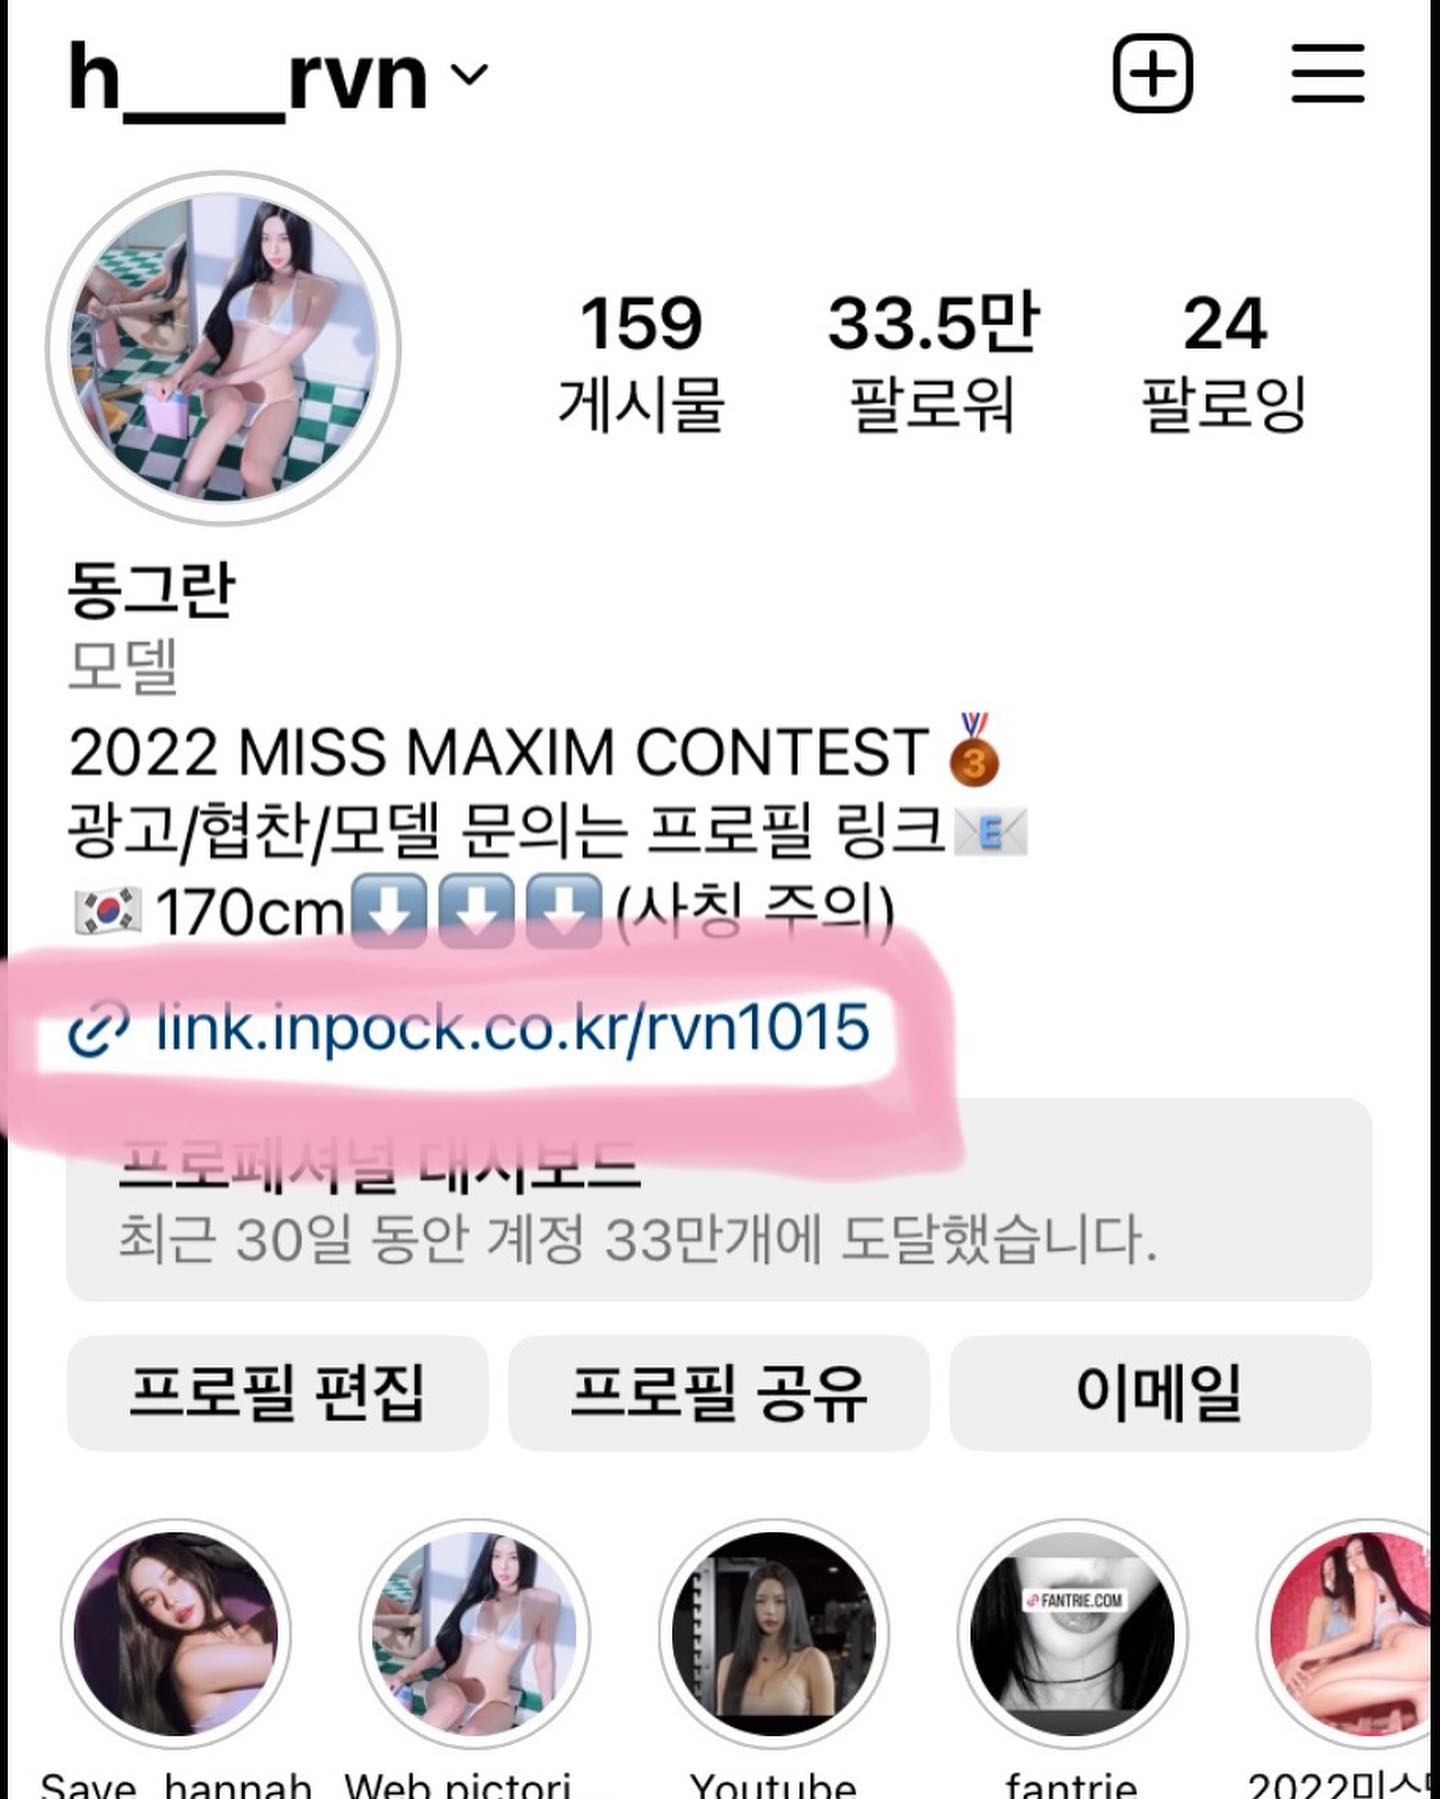 h____rvn
159
33.5만
24
게시물
팔로워
팔로잉
동그란
모델
2022 MISS MAXIM CONTEST🥉
광고/협찬/모델 문의는 프로필 링크📧
🇰🇷 170cm⬇️⬇️⬇️(사칭 주의)
link.inpock.co.kr/rvn1015
프로페셔널 대시보드
최근 30일 동안 계정 33만개에 도달했습니다.
프로필 편집
프로필 공유
이메일
FANTRIE.COM
Save_hannah
Web pictori...
Youtube
fantrie